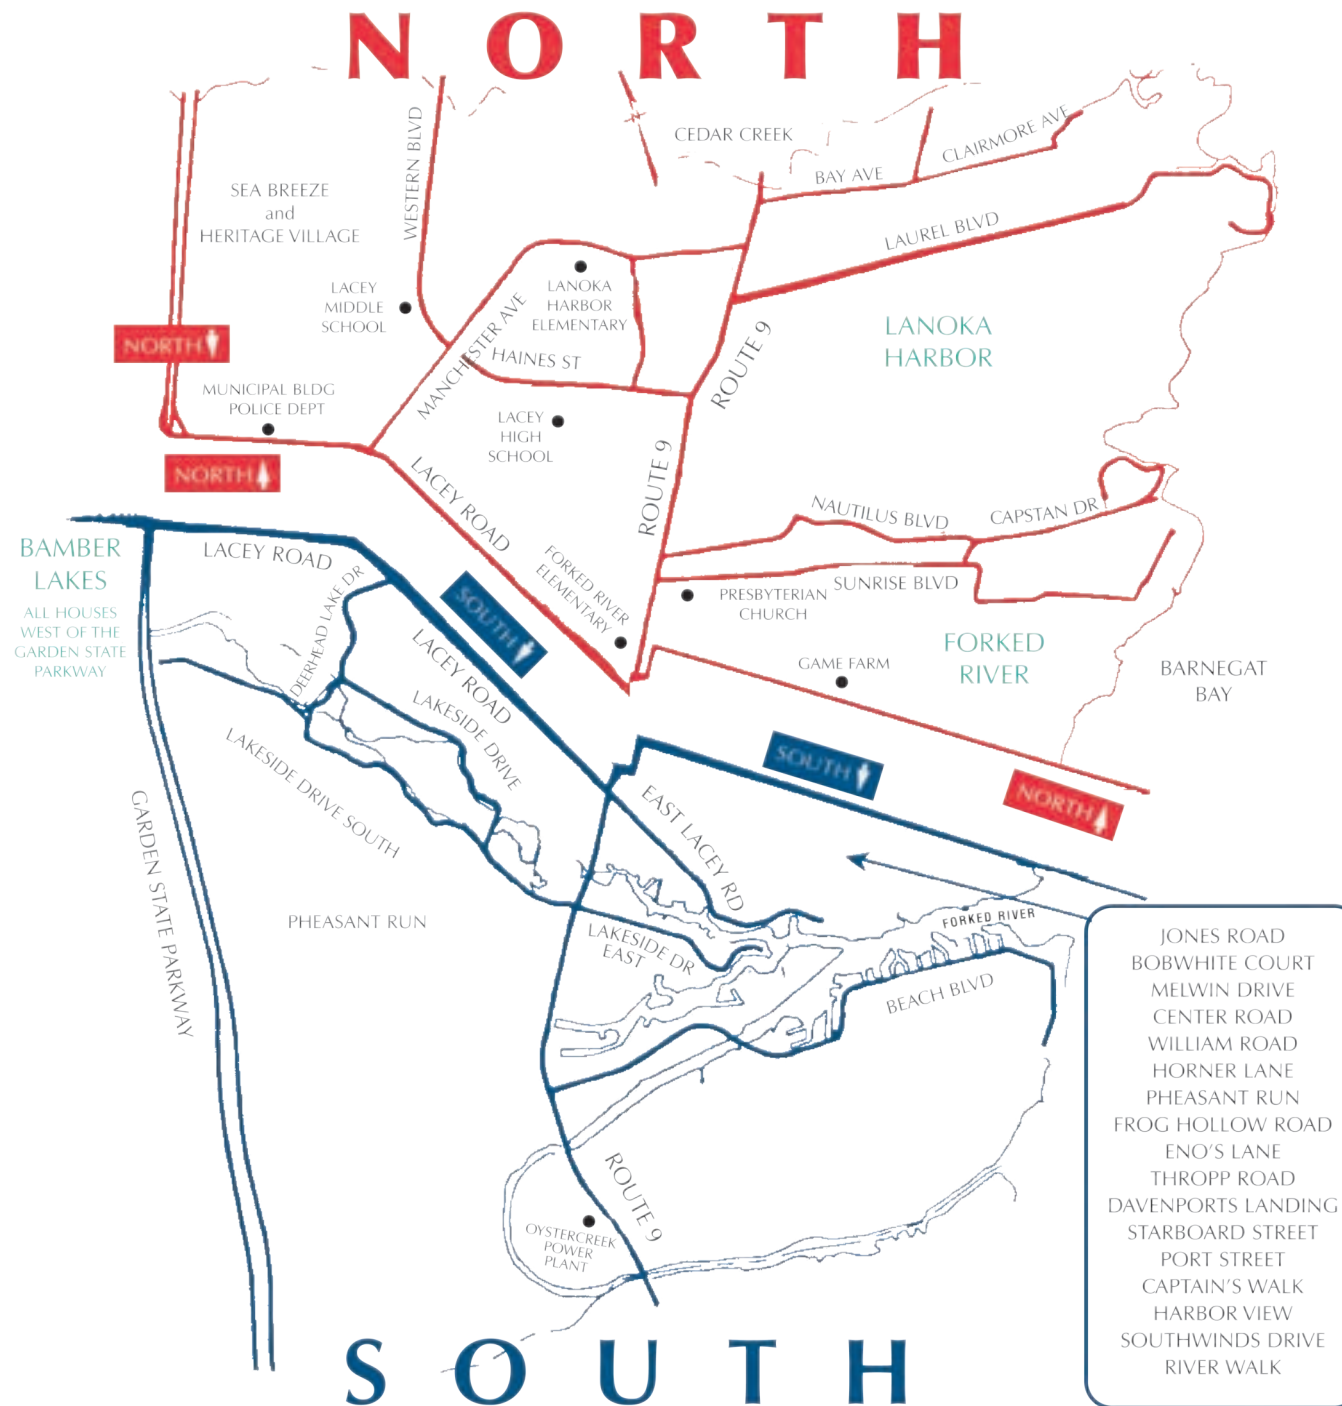 NORTH
CEDAR CREEK
WESTERN BLVD
BAY AVE
CLAIRMORE AVE
SEA BREEZE
and
HERITAGE VILLAGE
LAUREL BLVD
LACEY
MIDDLE
SCHOOL
LANOKA
HARBOR
ELEMENTARY
MANCHESTER AVE
HAINES ST
ROUTE 9
LANOKA
HARBOR
NORTH
MUNICIPAL BLDG
POLICE DEPT
LACEY
HIGH
SCHOOL
NORTH
LACEY ROAD
ROUTE 9
NAUTILUS BLVD
CAPSTAN DR
BAMBER
LAKES
ALL HOUSES
WEST OF THE
GARDEN STATE
PARKWAY
LACEY ROAD
DEERHEAD LAKE DR
SOUTH
FORKED RIVER
ELEMENTARY
PRESBYTERIAN
CHURCH
SUNRISE BLVD
FORKED
RIVER
GAME FARM
BARNEGAT
BAY
LACEY ROAD
LAKESIDE DRIVE
LAKESIDE DRIVE SOUTH
SOUTH
NORTH
GARDEN STATE PARKWAY
EAST LACEY RD
PHEASANT RUN
LAKESIDE DR
EAST
FORKED RIVER
BEACH BLVD
ROUTE 9
OYSTERCREEK
POWER
PLANT
JONES ROAD
BOBWHITE COURT
MELWIN DRIVE
CENTER ROAD
WILLIAM ROAD
HORNER LANE
PHEASANT RUN
FROG HOLLOW ROAD
ENO'S LANE
THROPP ROAD
DAVENPORTS LANDING
STARBOARD STREET
PORT STREET
CAPTAIN'S WALK
HARBOR VIEW
SOUTHWINDS DRIVE
RIVER WALK
SOUTH